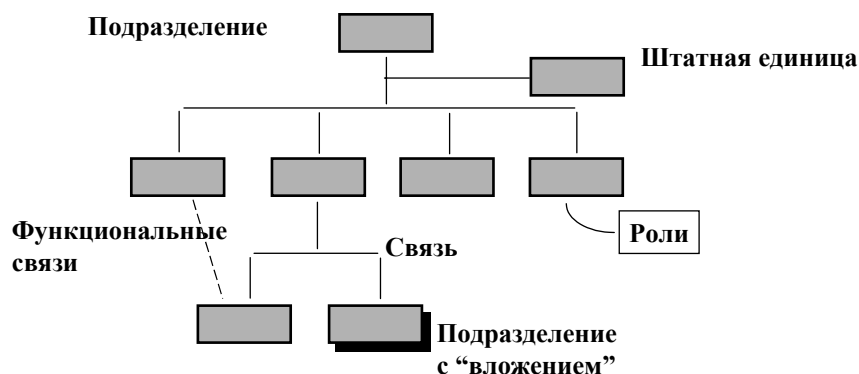 Подразделение
Штатная единица
Функциональные
связи
Связь
Роли
Подразделение
с “вложением”